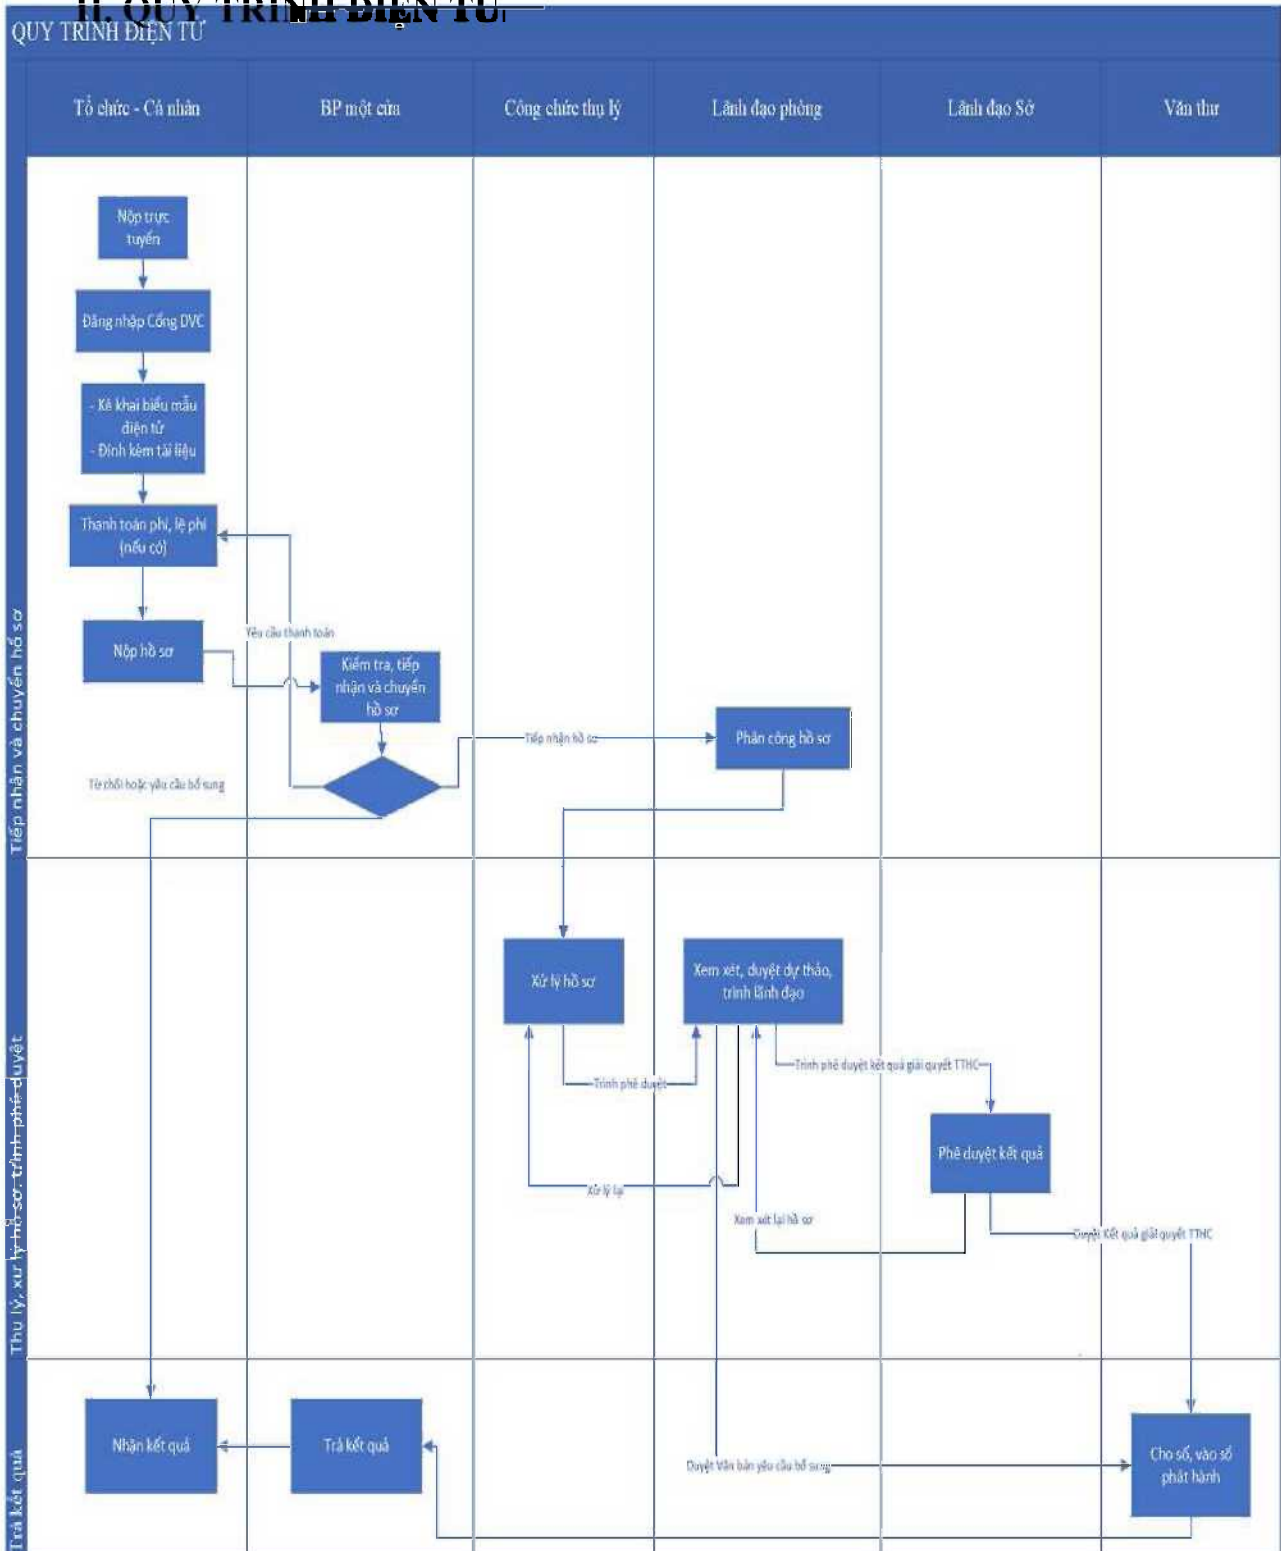 II. QUY TRÌNH ĐIỆN TỬ
QUY TRÌNH ĐIỆN TỬ
Tổ chức - Cá nhân
BP một cửa
Công chức thụ lý
Lãnh đạo phòng
Lãnh đạo Sở
Văn thư
Tiếp nhận và chuyển hồ sơ
Nộp trực
tuyến
Đăng nhập Cổng DVC
- Kê khai biểu mẫu
điện tử
- Đính kèm tài liệu
Thanh toán phí, lệ phí
(nếu có)
Nộp hồ sơ
Yêu cầu thanh toán
Kiểm tra, tiếp
nhận và chuyển
hồ sơ
Tiếp nhận hồ sơ
Phân công hồ sơ
Từ chối hoặc yêu cầu bổ sung
Thụ lý, xử lý hồ sơ, trình phê duyệt
Xử lý hồ sơ
Xem xét, duyệt dự thảo,
trình lãnh đạo
Trình phê duyệt kết quả giải quyết TTHC
Trình phê duyệt
Phê duyệt kết quả
Xử lý lại
Xem xét lại hồ sơ
Duyệt Kết quả giải quyết TTHC
Trả kết quả
Nhận kết quả
Trả kết quả
Duyệt Văn bản yêu cầu bổ sung
Cho số, vào số
phát hành